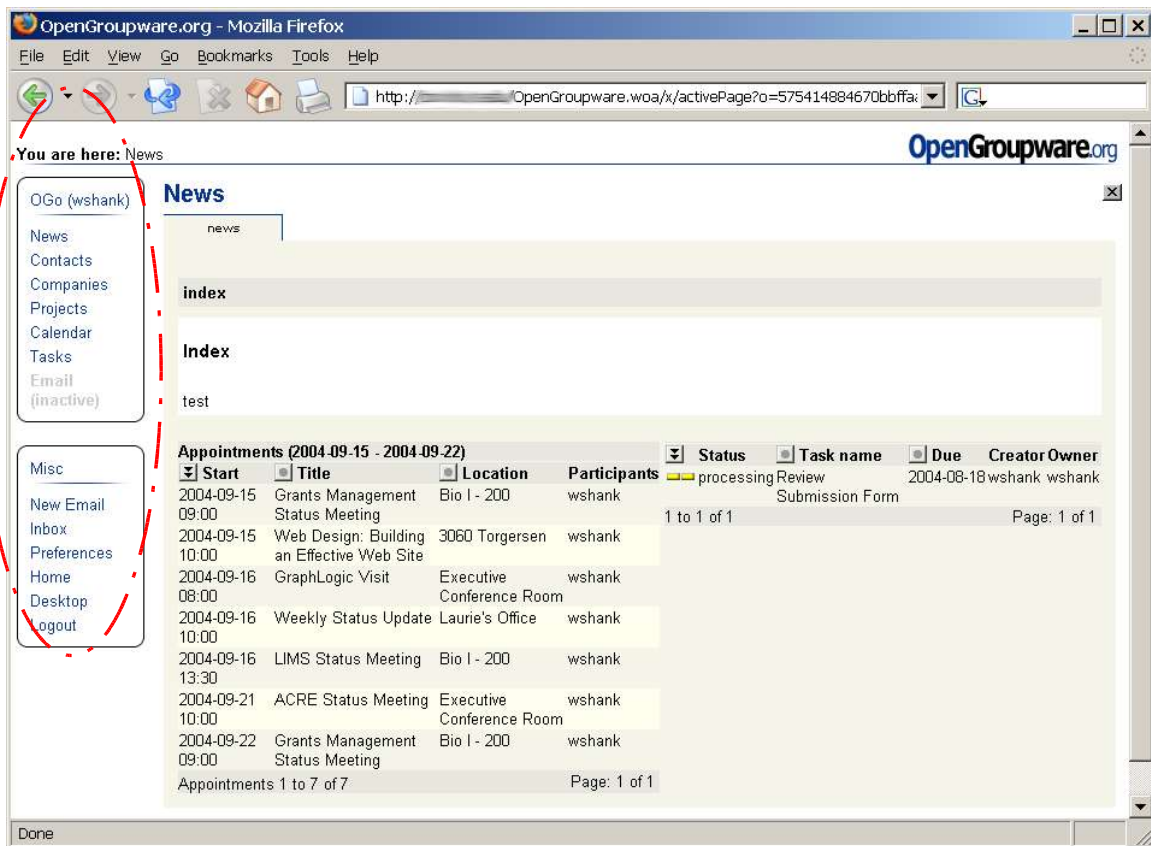 OpenGroupware.org - Mozilla Firefox
File Edit View Go Bookmarks Tools Help
http:// /OpenGroupware.woa/x/activePage?o=575414884670bbffa
G
OpenGroupware.org
You are here: News
OGo (wshank)
News
Contacts
Companies
Projects
Calendar
Tasks
Email
(inactive)
Misc
New Email
Inbox
Preferences
Home
Desktop
Logout
News
news
index
Index
test
Appointments (2004-09-15 - 2004-09-22)
Start Title Location Participants
2004-09-15 Grants Management Bio I - 200 wshank
09:00 Status Meeting
2004-09-15 Web Design: Building 3060 Torgersen wshank
10:00 an Effective Web Site
2004-09-16 GraphLogic Visit Executive wshank
08:00 Conference Room
2004-09-16 Weekly Status Update Laurie's Office wshank
10:00
2004-09-16 LIMS Status Meeting Bio I - 200 wshank
13:30
2004-09-21 ACRE Status Meeting Executive wshank
10:00 Conference Room
2004-09-22 Grants Management Bio I - 200 wshank
09:00 Status Meeting
Appointments 1 to 7 of 7 Page: 1 of 1
Status Task name Due Creator Owner
processing Review 2004-08-18 wshank wshank
Submission Form
1 to 1 of 1 Page: 1 of 1
Done